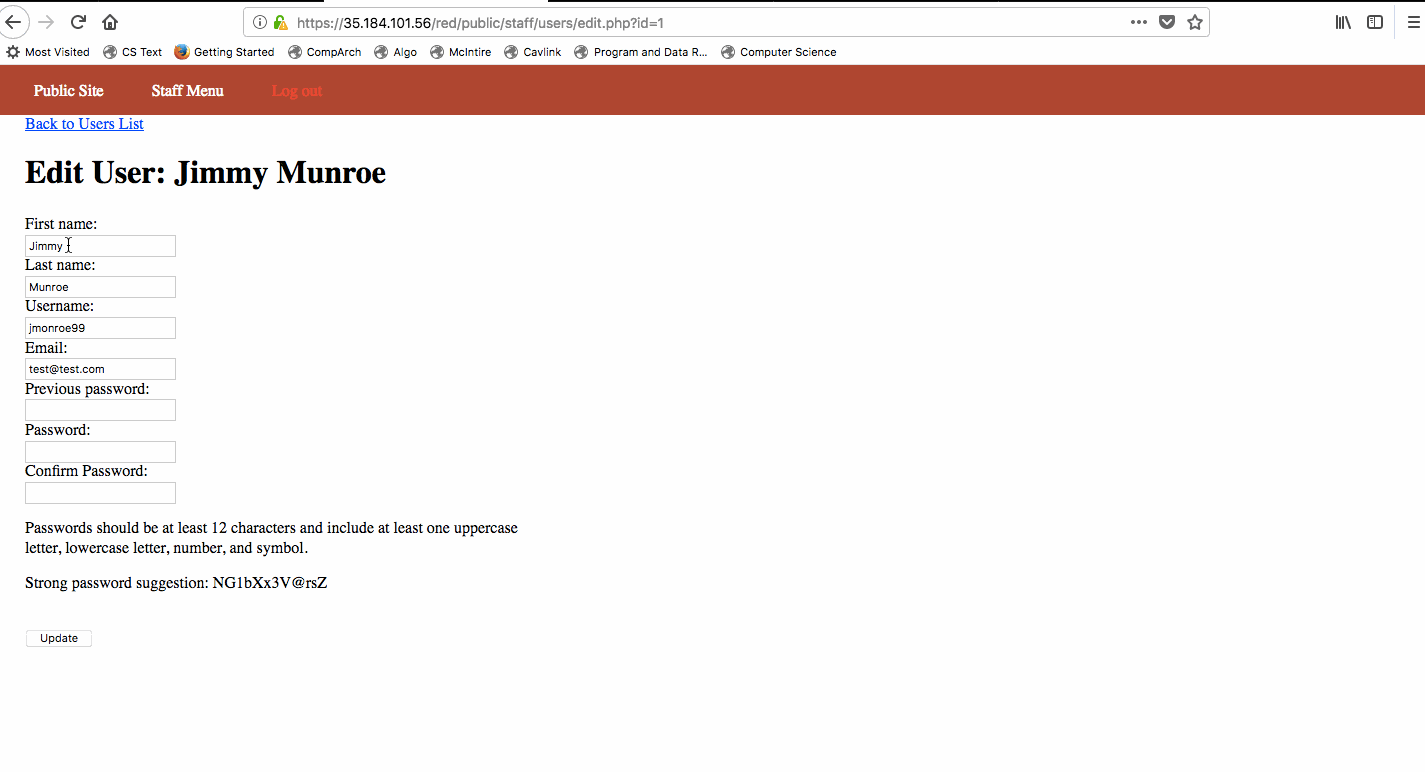 https://35.184.101.56/red/public/staff/users/edit.php?id=1
Most Visited CS Text Getting Started CompArch Algo McIntire Cavlink Program and Data R... Computer Science
Public Site Staff Menu Log out
Back to Users List
Edit User: Jimmy Munroe
First name:
Jimmy
Last name:
Munroe
Username:
jmonroe99
Email:
test@test.com
Previous password:
Password:
Confirm Password:
Passwords should be at least 12 characters and include at least one uppercase
letter, lowercase letter, number, and symbol.
Strong password suggestion: NG1bXx3V@rsZ
Update